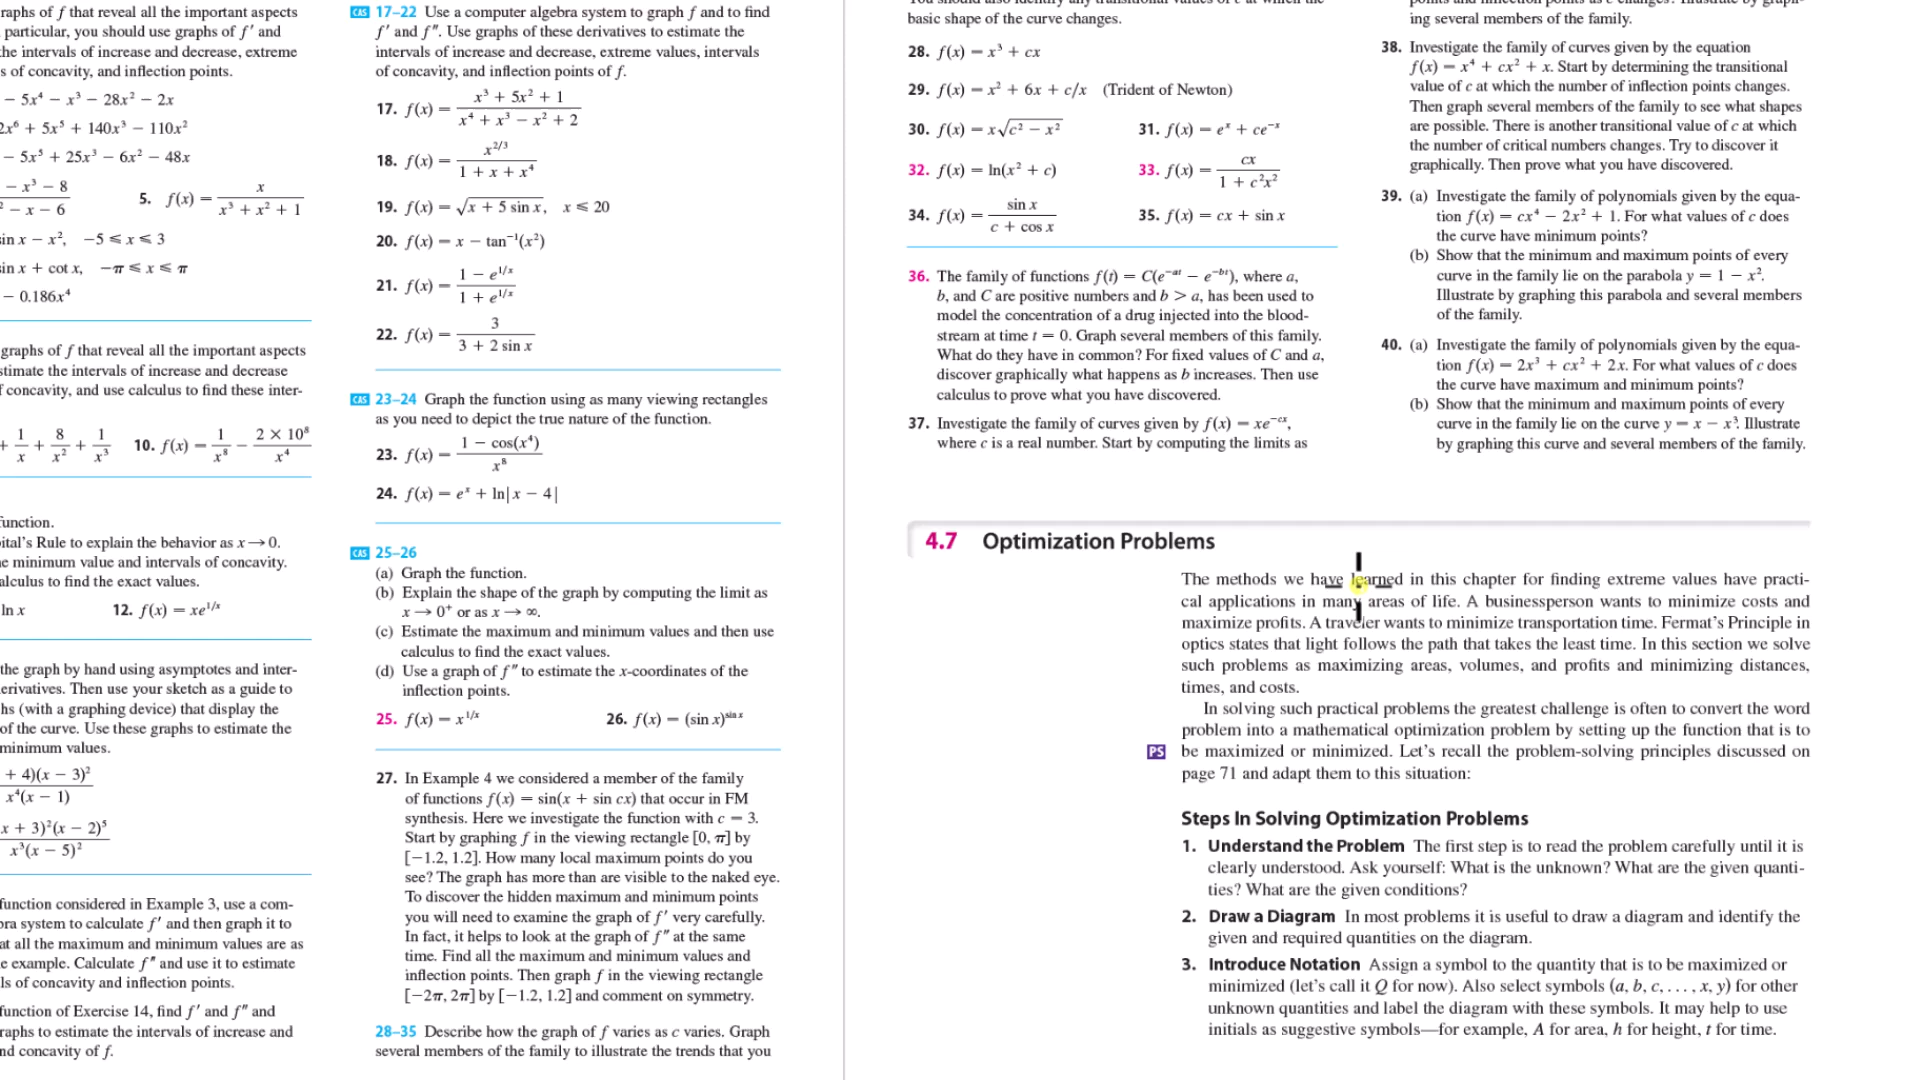 raphs of f that reveal all the important aspects
particular, you should use graphs of f′ and
the intervals of increase and decrease, extreme
s of concavity, and inflection points.
− 5x⁴ − x³ − 28x² − 2x
2x⁶ + 5x⁵ + 140x³ − 110x²
− 5x⁵ + 25x³ − 6x² − 48x
− x³ − 8 / ² − x − 6
5. f(x) = x / (x³ + x² + 1)
sin x − x², −5 ≤ x ≤ 3
sin x + cot x, −π ≤ x ≤ π
− 0.186x⁴
graphs of f that reveal all the important aspects
stimate the intervals of increase and decrease
f concavity, and use calculus to find these inter-
+ 1/x + 8/x² + 1/x³
10. f(x) = 1/x⁸ − (2 × 10⁸)/x⁴
function.
pital’s Rule to explain the behavior as x → 0.
he minimum value and intervals of concavity.
alculus to find the exact values.
ln x
12. f(x) = xe^(1/x)
the graph by hand using asymptotes and inter-
erivatives. Then use your sketch as a guide to
hs (with a graphing device) that display the
of the curve. Use these graphs to estimate the
minimum values.
+ 4)(x − 3)² / x⁴(x − 1)
x + 3)²(x − 2)⁵ / x³(x − 5)²
function considered in Example 3, use a com-
bra system to calculate f′ and then graph it to
at all the maximum and minimum values are as
e example. Calculate f″ and use it to estimate
ls of concavity and inflection points.
function of Exercise 14, find f′ and f″ and
raphs to estimate the intervals of increase and
nd concavity of f.
CAS 17–22 Use a computer algebra system to graph f and to find
f′ and f″. Use graphs of these derivatives to estimate the
intervals of increase and decrease, extreme values, intervals
of concavity, and inflection points of f.
17. f(x) = (x³ + 5x² + 1) / (x⁴ + x³ − x² + 2)
18. f(x) = x^(2/3) / (1 + x + x⁴)
19. f(x) = √(x + 5 sin x), x ≤ 20
20. f(x) = x − tan⁻¹(x²)
21. f(x) = (1 − e^(1/x)) / (1 + e^(1/x))
22. f(x) = 3 / (3 + 2 sin x)
CAS 23–24 Graph the function using as many viewing rectangles
as you need to depict the true nature of the function.
23. f(x) = (1 − cos(x⁴)) / x⁸
24. f(x) = eˣ + ln|x − 4|
CAS 25–26
(a) Graph the function.
(b) Explain the shape of the graph by computing the limit as
x → 0⁺ or as x → ∞.
(c) Estimate the maximum and minimum values and then use
calculus to find the exact values.
(d) Use a graph of f″ to estimate the x-coordinates of the
inflection points.
25. f(x) = x^(1/x)
26. f(x) = (sin x)^(sin x)
27. In Example 4 we considered a member of the family
of functions f(x) = sin(x + sin cx) that occur in FM
synthesis. Here we investigate the function with c = 3.
Start by graphing f in the viewing rectangle [0, π] by
[−1.2, 1.2]. How many local maximum points do you
see? The graph has more than are visible to the naked eye.
To discover the hidden maximum and minimum points
you will need to examine the graph of f′ very carefully.
In fact, it helps to look at the graph of f″ at the same
time. Find all the maximum and minimum values and
inflection points. Then graph f in the viewing rectangle
[−2π, 2π] by [−1.2, 1.2] and comment on symmetry.
28–35 Describe how the graph of f varies as c varies. Graph
several members of the family to illustrate the trends that you
basic shape of the curve changes.
28. f(x) = x³ + cx
29. f(x) = x² + 6x + c/x (Trident of Newton)
30. f(x) = x√(c² − x²)
31. f(x) = eˣ + ce⁻ˣ
32. f(x) = ln(x² + c)
33. f(x) = cx / (1 + c²x²)
34. f(x) = sin x / (c + cos x)
35. f(x) = cx + sin x
36. The family of functions f(t) = C(e^(−at) − e^(−bt)), where a,
b, and C are positive numbers and b > a, has been used to
model the concentration of a drug injected into the blood-
stream at time t = 0. Graph several members of this family.
What do they have in common? For fixed values of C and a,
discover graphically what happens as b increases. Then use
calculus to prove what you have discovered.
37. Investigate the family of curves given by f(x) = xe^(−cx),
where c is a real number. Start by computing the limits as
ing several members of the family.
38. Investigate the family of curves given by the equation
f(x) = x⁴ + cx² + x. Start by determining the transitional
value of c at which the number of inflection points changes.
Then graph several members of the family to see what shapes
are possible. There is another transitional value of c at which
the number of critical numbers changes. Try to discover it
graphically. Then prove what you have discovered.
39. (a) Investigate the family of polynomials given by the equa-
tion f(x) = cx⁴ − 2x² + 1. For what values of c does
the curve have minimum points?
(b) Show that the minimum and maximum points of every
curve in the family lie on the parabola y = 1 − x².
Illustrate by graphing this parabola and several members
of the family.
40. (a) Investigate the family of polynomials given by the equa-
tion f(x) = 2x³ + cx² + 2x. For what values of c does
the curve have maximum and minimum points?
(b) Show that the minimum and maximum points of every
curve in the family lie on the curve y = x − x³. Illustrate
by graphing this curve and several members of the family.
4.7 Optimization Problems
The methods we have learned in this chapter for finding extreme values have practi-
cal applications in many areas of life. A businessperson wants to minimize costs and
maximize profits. A traveler wants to minimize transportation time. Fermat’s Principle in
optics states that light follows the path that takes the least time. In this section we solve
such problems as maximizing areas, volumes, and profits and minimizing distances,
times, and costs.
In solving such practical problems the greatest challenge is often to convert the word
problem into a mathematical optimization problem by setting up the function that is to
PS be maximized or minimized. Let’s recall the problem-solving principles discussed on
page 71 and adapt them to this situation:
Steps In Solving Optimization Problems
1. Understand the Problem The first step is to read the problem carefully until it is
clearly understood. Ask yourself: What is the unknown? What are the given quanti-
ties? What are the given conditions?
2. Draw a Diagram In most problems it is useful to draw a diagram and identify the
given and required quantities on the diagram.
3. Introduce Notation Assign a symbol to the quantity that is to be maximized or
minimized (let’s call it Q for now). Also select symbols (a, b, c, . . . , x, y) for other
unknown quantities and label the diagram with these symbols. It may help to use
initials as suggestive symbols—for example, A for area, h for height, t for time.